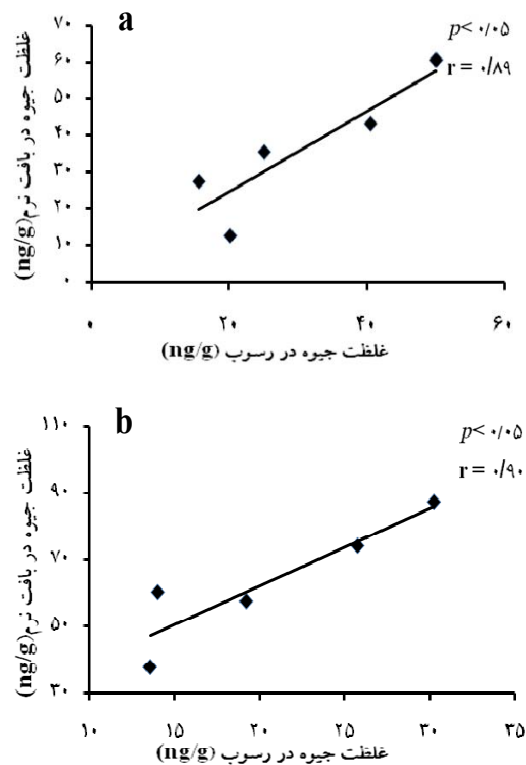 a
p< ۰/۰۵
r = ۰/۸۹
غلظت جیوه در بافت نرم(ng/g)
۷۰
۶۰
۵۰
۴۰
۳۰
۲۰
۱۰
۰
۰ ۲۰ ۴۰ ۶۰
غلظت جیوه در رسوب (ng/g)
b
p< ۰/۰۵
r = ۰/۹۰
غلظت جیوه در بافت نرم(ng/g)
۱۱۰
۹۰
۷۰
۵۰
۳۰
۱۰ ۱۵ ۲۰ ۲۵ ۳۰ ۳۵
غلظت جیوه در رسوب (ng/g)